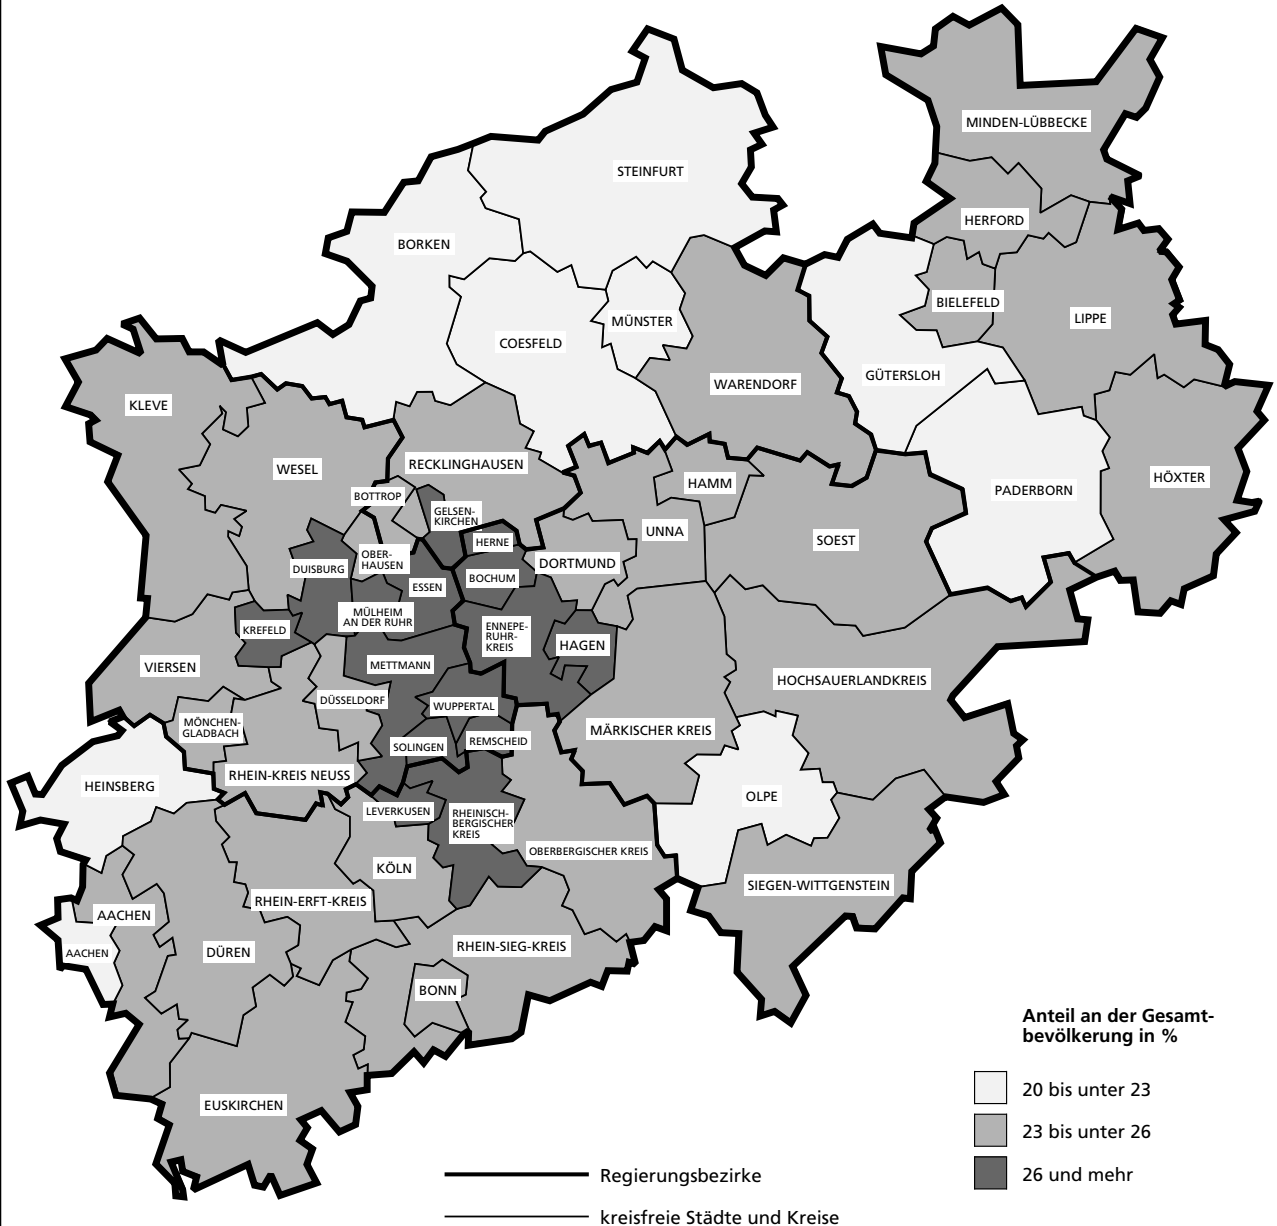 MINDEN-LÜBBECKE
STEINFURT
HERFORD
BORKEN
BIELEFELD
LIPPE
MÜNSTER
COESFELD
GÜTERSLOH
WARENDORF
KLEVE
WESEL
RECKLINGHAUSEN
HAMM
HÖXTER
PADERBORN
BOTTROP
GELSEN-
KIRCHEN
UNNA
SOEST
HERNE
OBER-
HAUSEN
DORTMUND
DUISBURG
BOCHUM
ESSEN
MÜLHEIM
AN DER RUHR
KREFELD
ENNEPE-
RUHR-
KREIS
HAGEN
VIERSEN
METTMANN
HOCHSAUERLANDKREIS
DÜSSELDORF
WUPPERTAL
MÖNCHEN-
GLADBACH
MÄRKISCHER KREIS
SOLINGEN
REMSCHEID
RHEIN-KREIS NEUSS
HEINSBERG
OLPE
LEVERKUSEN
RHEINISCH-
BERGISCHER
KREIS
OBERBERGISCHER KREIS
KÖLN
SIEGEN-WITTGENSTEIN
RHEIN-ERFT-KREIS
AACHEN
RHEIN-SIEG-KREIS
AACHEN
DÜREN
BONN
EUSKIRCHEN
Anteil an der Gesamt-
bevölkerung in %
20 bis unter 23
23 bis unter 26
26 und mehr
Regierungsbezirke
kreisfreie Städte und Kreise